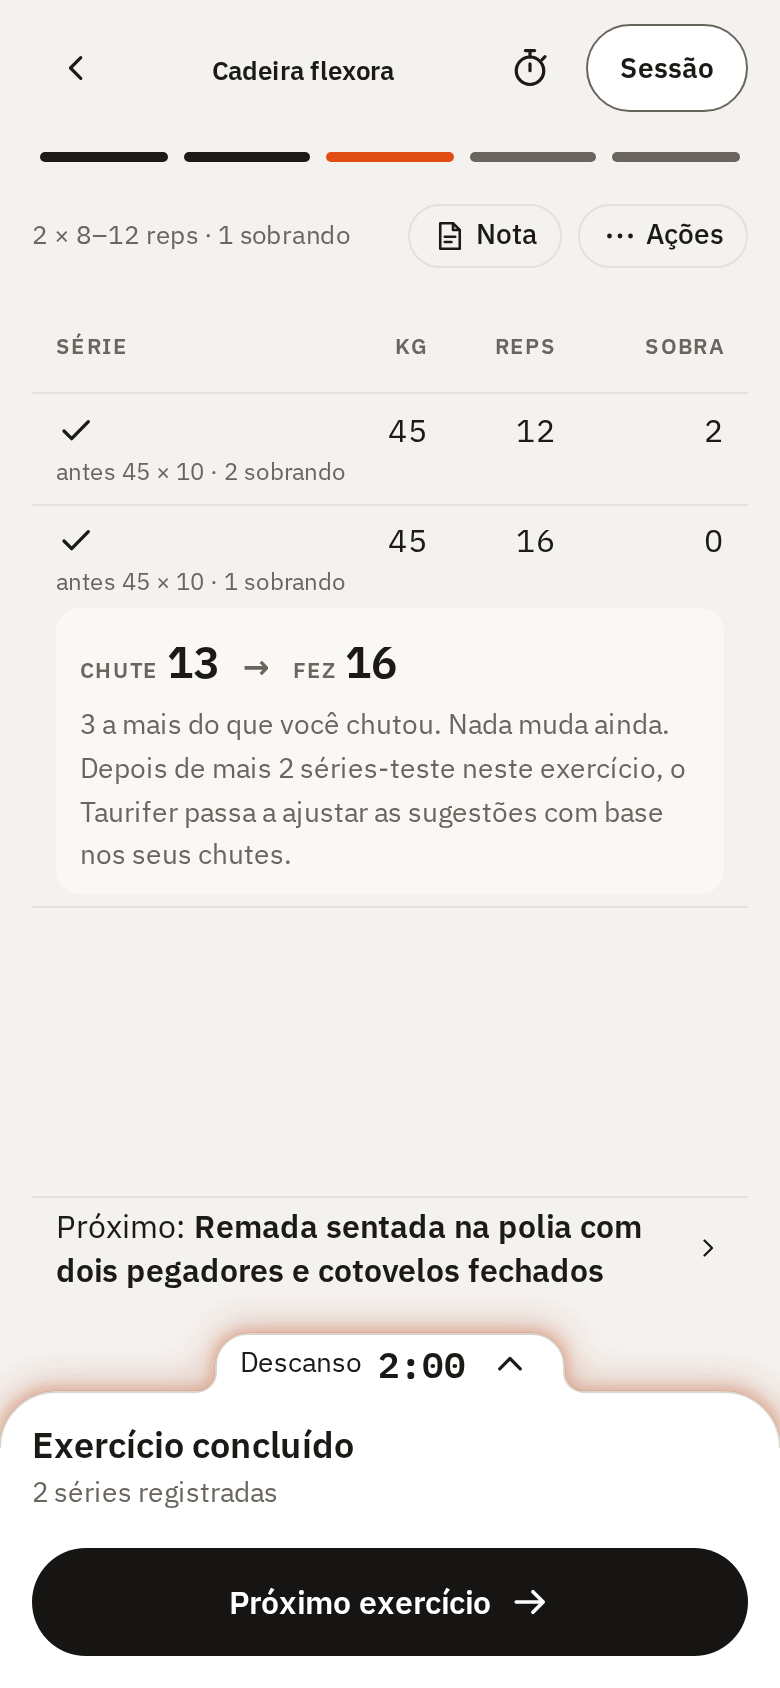 Cadeira flexora
Sessão
2 × 8–12 reps · 1 sobrando
Nota
Ações
SÉRIE KG REPS SOBRA
45 12 2
antes 45 × 10 · 2 sobrando
45 16 0
antes 45 × 10 · 1 sobrando
CHUTE 13 → FEZ 16
3 a mais do que você chutou. Nada muda ainda.
Depois de mais 2 séries-teste neste exercício, o
Taurifer passa a ajustar as sugestões com base
nos seus chutes.
Próximo: Remada sentada na polia com
dois pegadores e cotovelos fechados
Descanso 2:00
Exercício concluído
2 séries registradas
Próximo exercício →